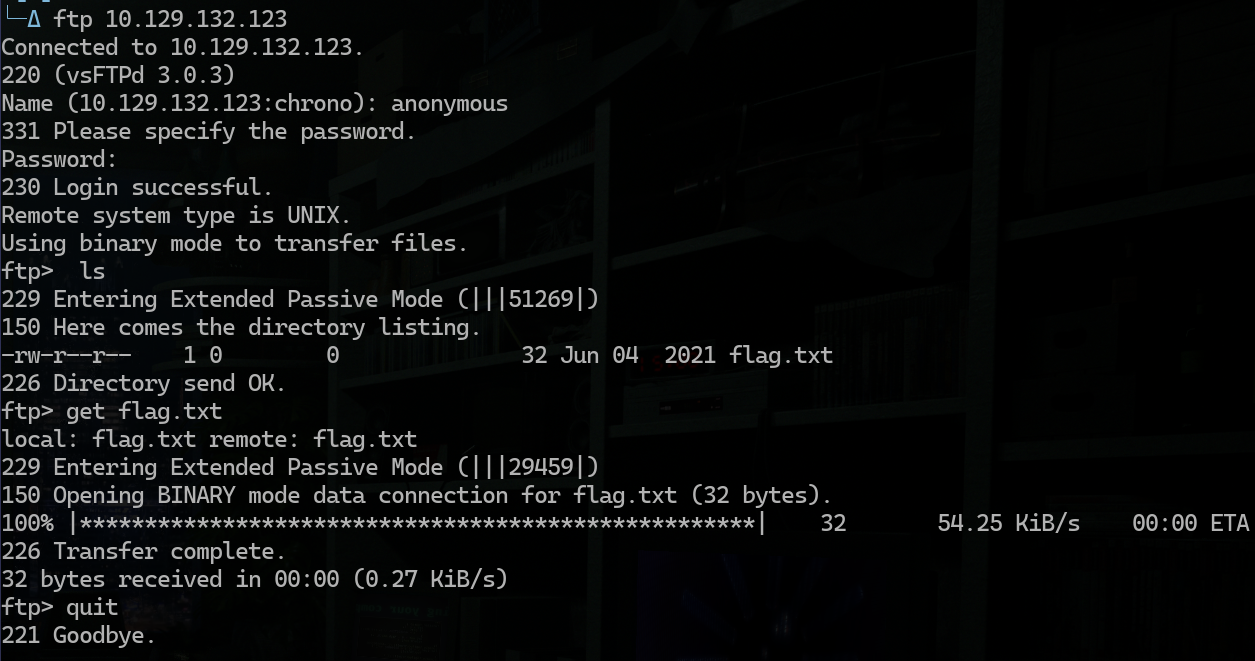 └─Δ ftp 10.129.132.123
Connected to 10.129.132.123.
220 (vsFTPd 3.0.3)
Name (10.129.132.123:chrono): anonymous
331 Please specify the password.
Password:
230 Login successful.
Remote system type is UNIX.
Using binary mode to transfer files.
ftp>  ls
229 Entering Extended Passive Mode (|||51269|)
150 Here comes the directory listing.
-rw-r--r--    1 0        0              32 Jun 04  2021 flag.txt
226 Directory send OK.
ftp> get flag.txt
local: flag.txt remote: flag.txt
229 Entering Extended Passive Mode (|||29459|)
150 Opening BINARY mode data connection for flag.txt (32 bytes).
100% |****************************************************|    32       54.25 KiB/s    00:00 ETA
226 Transfer complete.
32 bytes received in 00:00 (0.27 KiB/s)
ftp> quit
221 Goodbye.